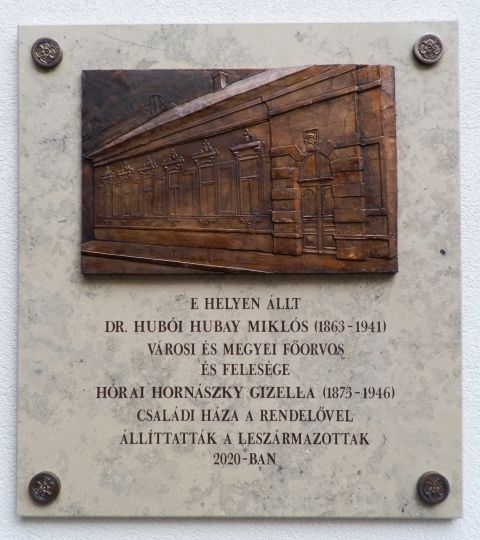 E HELYEN ÁLLT
DR. HUBÓI HUBAY MIKLÓS (1863-1941)
VÁROSI ÉS MEGYEI FŐORVOS
ÉS FELESÉGE
HÓRAI HORNÁSZKY GIZELLA (1875-1946)
CSALÁDI HÁZA A RENDELŐVEL
ÁLLÍTTATTÁK A LESZÁRMAZOTTAK
2020-BAN